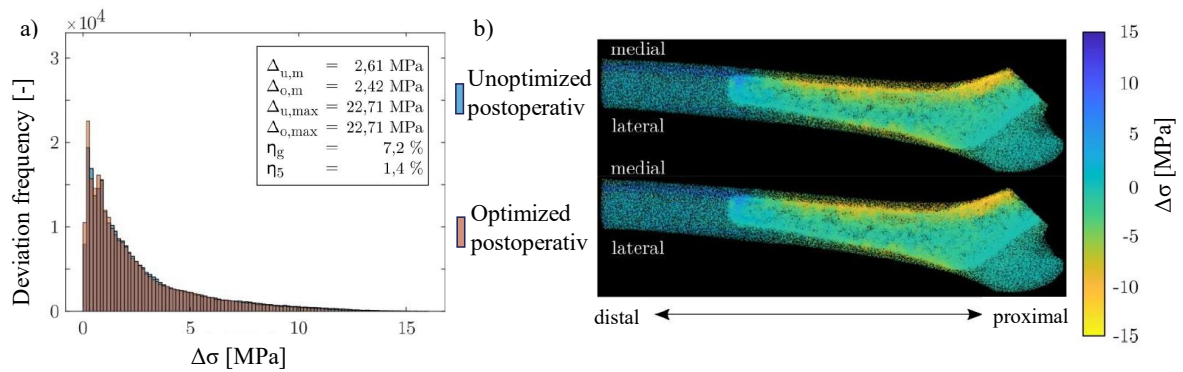 a)
×10⁴
3
2
1
0
Deviation frequency [-]
0
5
10
15
Δσ [MPa]
Δu,m = 2,61 MPa
Δo,m = 2,42 MPa
Δu,max = 22,71 MPa
Δo,max = 22,71 MPa
ηg = 7,2 %
η5 = 1,4 %
Unoptimized
postoperativ
Optimized
postoperativ
b)
medial
lateral
medial
lateral
distal
proximal
15
10
5
0
-5
-10
-15
Δσ [MPa]